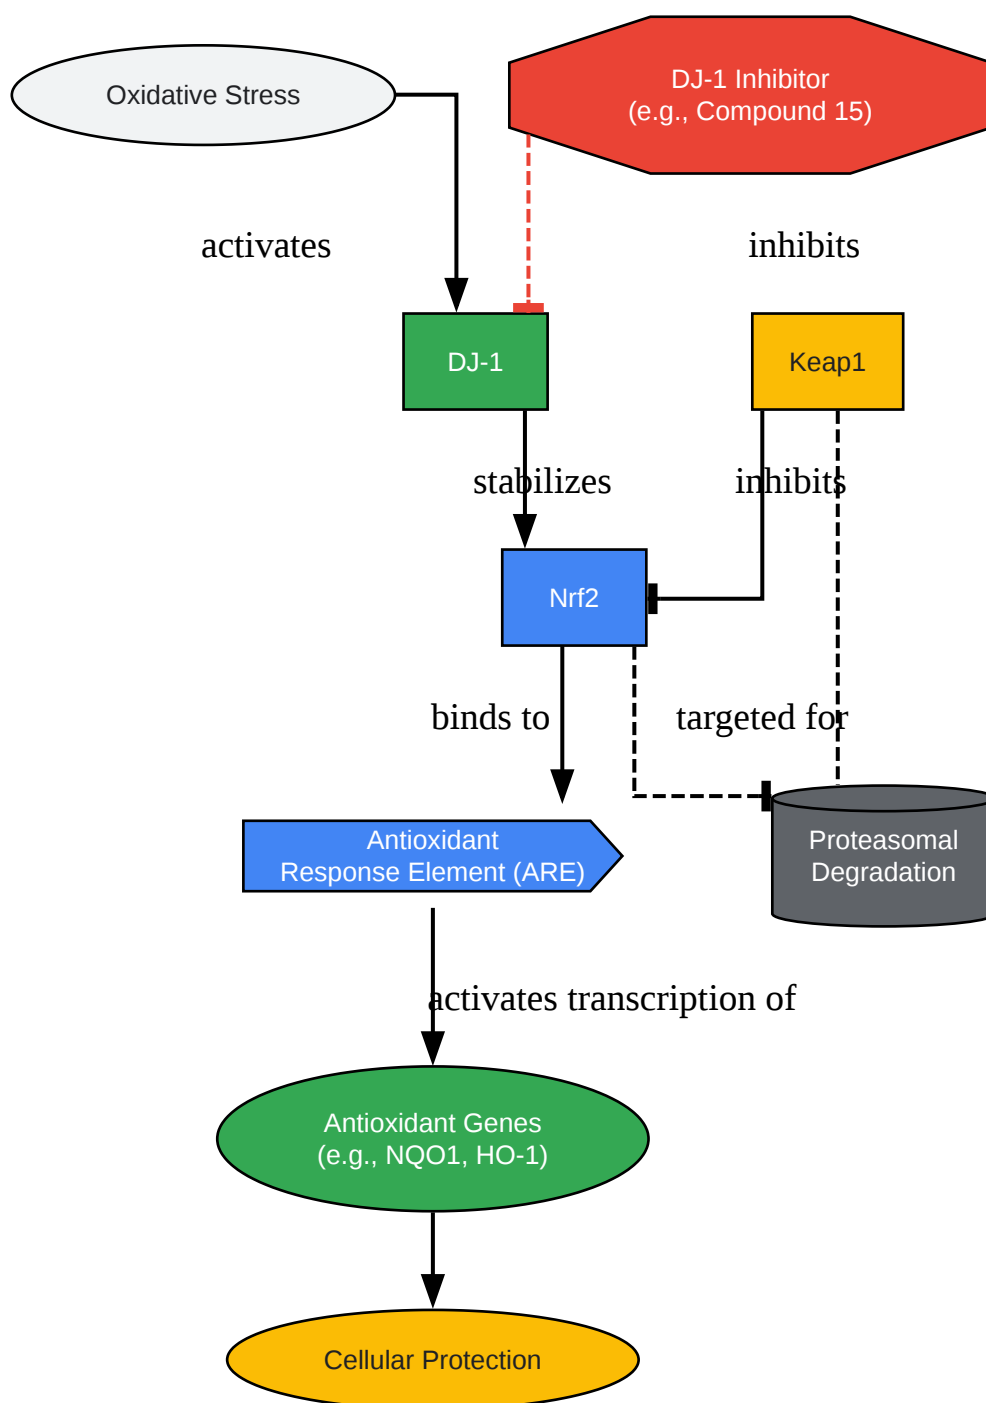 Oxidative Stress
DJ-1 Inhibitor
(e.g., Compound 15)
activates
inhibits
DJ-1
Keap1
stabilizes
inhibits
Nrf2
binds to
targeted for
Antioxidant
Response Element (ARE)
Proteasomal
Degradation
activates transcription of
Antioxidant Genes
(e.g., NQO1, HO-1)
Cellular Protection